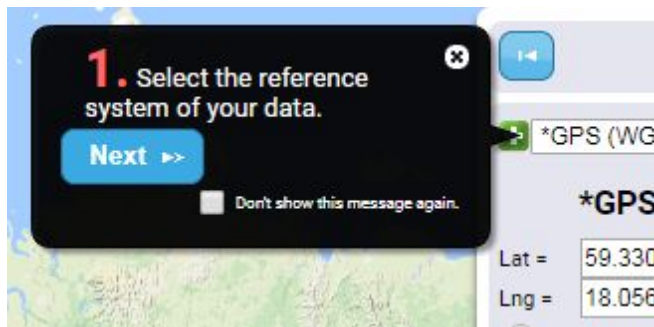 1. Select the reference
system of your data.
Next
Don't show this message again.
*GPS (WG
*GPS
Lat = 59.330
Lng = 18.056